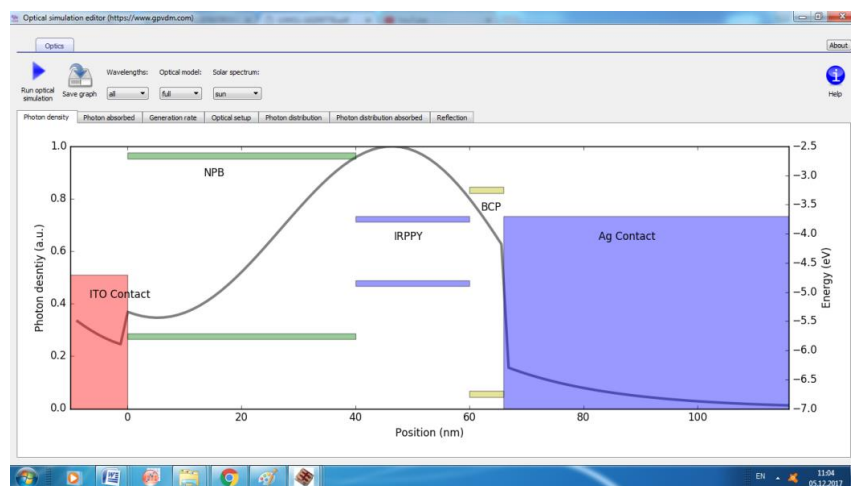 Optical simulation editor (https://www.gpvdm.com)
Optics
About
Wavelengths: Optical model: Solar spectrum:
all full sun
Run optical simulation
Save graph
Help
Photon density Photon absorbed Generation rate Optical setup Photon distribution Photon distribution absorbed Reflection
1.0
0.8
0.6
0.4
0.2
0.0
Photon desntiy (a.u.)
NPB
BCP
IRPPY
Ag Contact
ITO Contact
−2.5
−3.0
−3.5
−4.0
−4.5
−5.0
−5.5
−6.0
−6.5
−7.0
Energy (eV)
0 20 40 60 80 100
Position (nm)
EN
11:04
05.12.2017